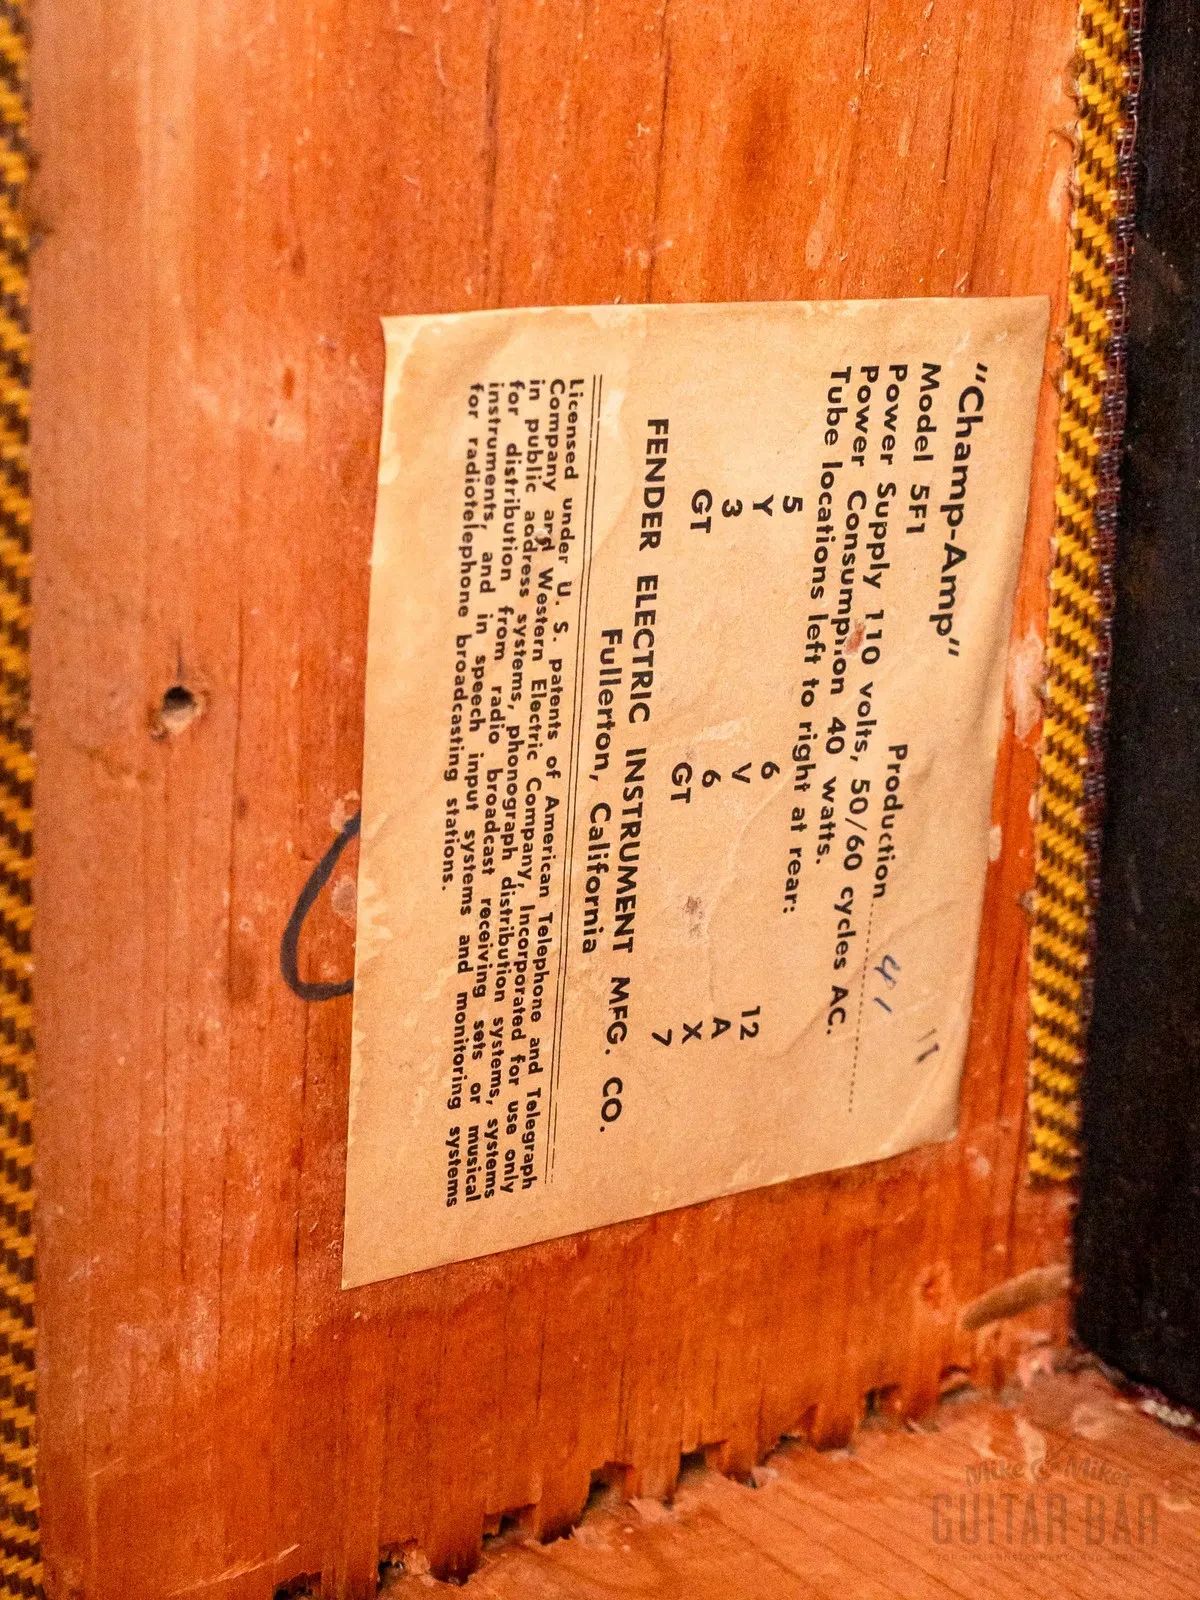 "Champ-Amp"
Model 5F1
Production 41
Power Supply 110 volts, 50/60 cycles AC.
Power Consumption 40 watts.
Tube locations left to right at rear:
5 6 12
Y V A
3 6 X
GT GT 7
FENDER ELECTRIC INSTRUMENT MFG. CO.
Fullerton, California
Licensed under U. S. patents of American Telephone and Telegraph
Company and Western Electric Company, Incorporated for use only
in public address systems, phonograph distribution systems, systems
for distribution from radio broadcast receiving sets or musical
instruments, and in speech input systems and monitoring systems
for radiotelephone broadcasting stations.
Mike & Mike's
GUITAR BAR